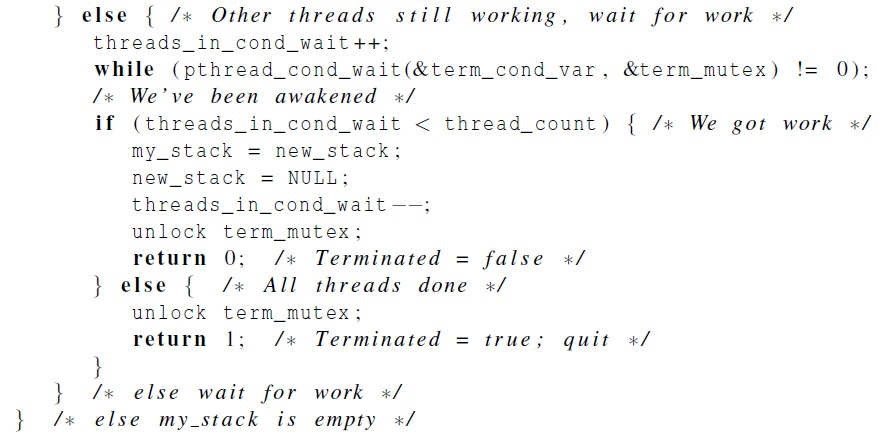 } else { /* Other threads still working, wait for work */
threads_in_cond_wait++;
while (pthread_cond_wait(&term_cond_var, &term_mutex) != 0);
/* We've been awakened */
if (threads_in_cond_wait < thread_count) { /* We got work */
my_stack = new_stack;
new_stack = NULL;
threads_in_cond_wait--;
unlock term_mutex;
return 0; /* Terminated = false */
} else { /* All threads done */
unlock term_mutex;
return 1; /* Terminated = true; quit */
}
} /* else wait for work */
} /* else my_stack is empty */